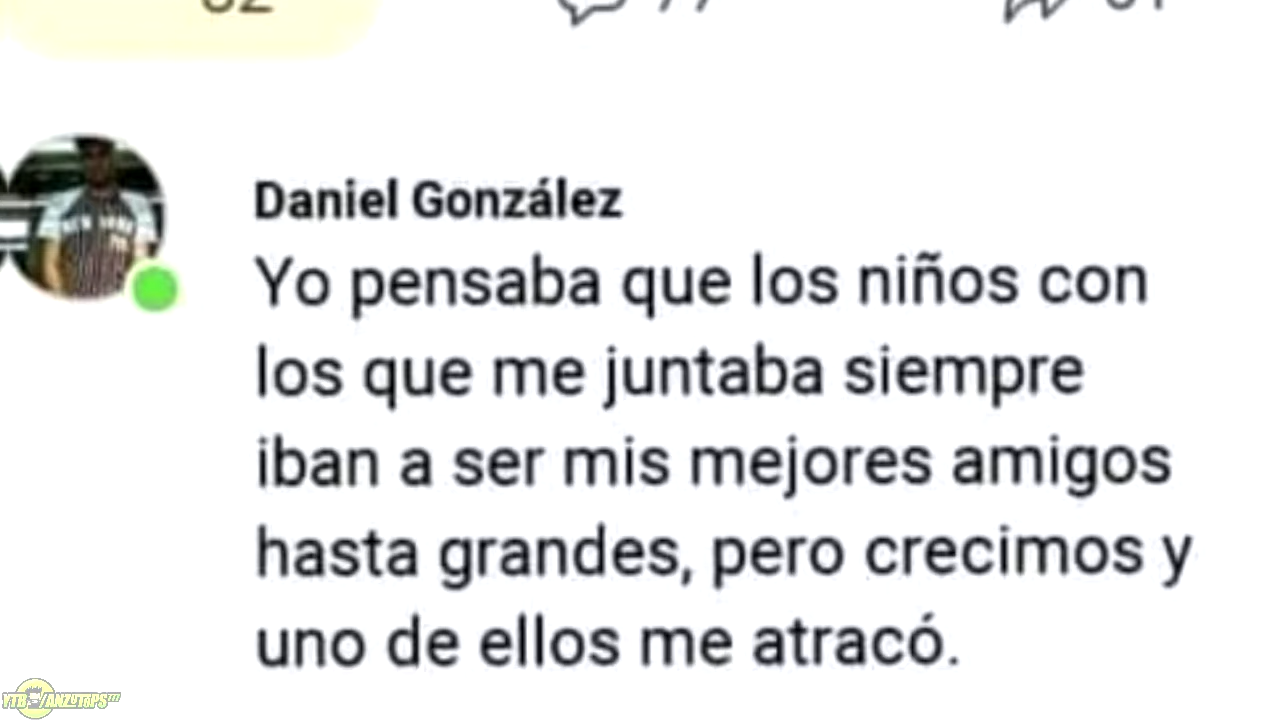 Daniel González
Yo pensaba que los niños con
los que me juntaba siempre
iban a ser mis mejores amigos
hasta grandes, pero crecimos y
uno de ellos me atracó.